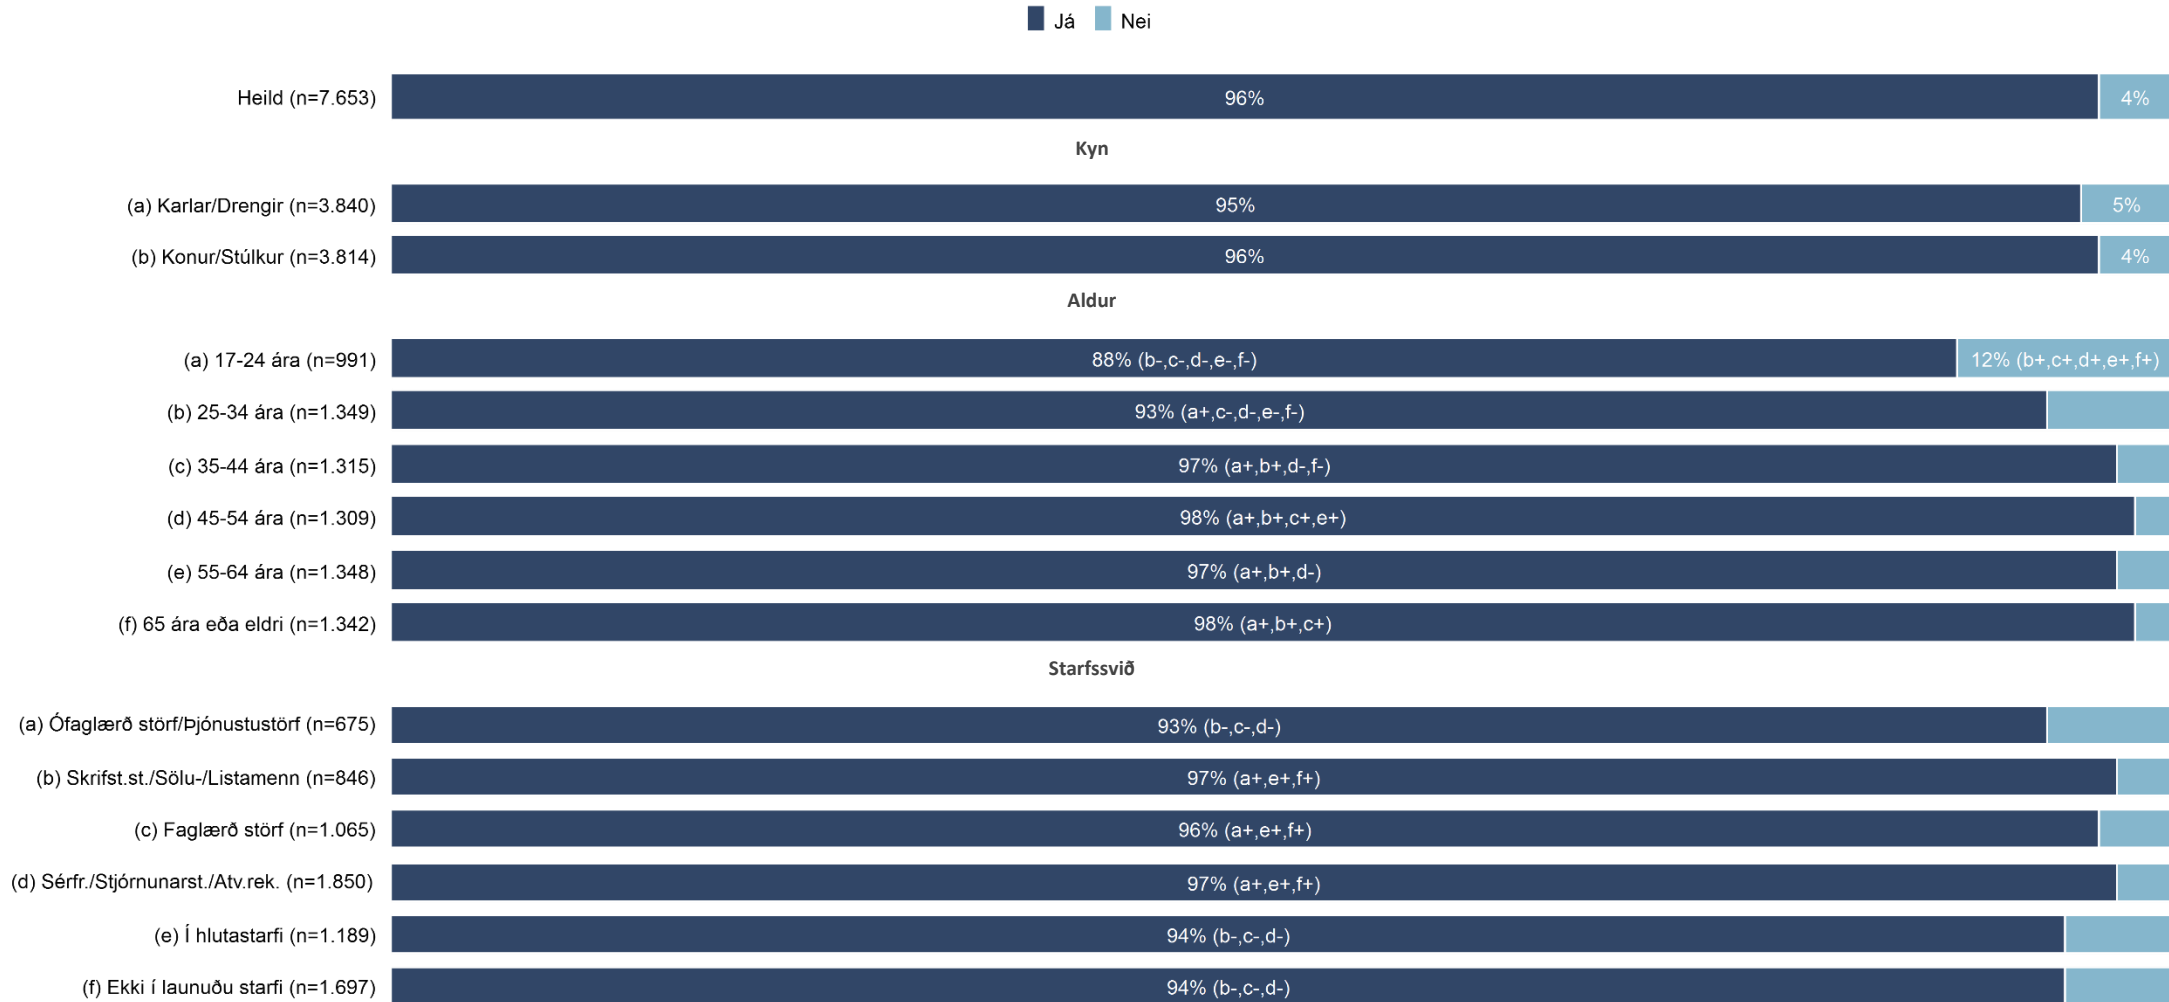 Já Nei
Heild (n=7.653) 96% 4%
Kyn
(a) Karlar/Drengir (n=3.840) 95% 5%
(b) Konur/Stúlkur (n=3.814) 96% 4%
Aldur
(a) 17-24 ára (n=991) 88% (b-,c-,d-,e-,f-) 12% (b+,c+,d+,e+,f+)
(b) 25-34 ára (n=1.349) 93% (a+,c-,d-,e-,f-)
(c) 35-44 ára (n=1.315) 97% (a+,b+,d-,f-)
(d) 45-54 ára (n=1.309) 98% (a+,b+,c+,e+)
(e) 55-64 ára (n=1.348) 97% (a+,b+,d-)
(f) 65 ára eða eldri (n=1.342) 98% (a+,b+,c+)
Starfssvið
(a) Ófaglærð störf/Þjónustustörf (n=675) 93% (b-,c-,d-)
(b) Skrifst.st./Sölu-/Listamenn (n=846) 97% (a+,e+,f+)
(c) Faglærð störf (n=1.065) 96% (a+,e+,f+)
(d) Sérfr./Stjórnunarst./Atv.rek. (n=1.850) 97% (a+,e+,f+)
(e) Í hlutastarfi (n=1.189) 94% (b-,c-,d-)
(f) Ekki í launuðu starfi (n=1.697) 94% (b-,c-,d-)